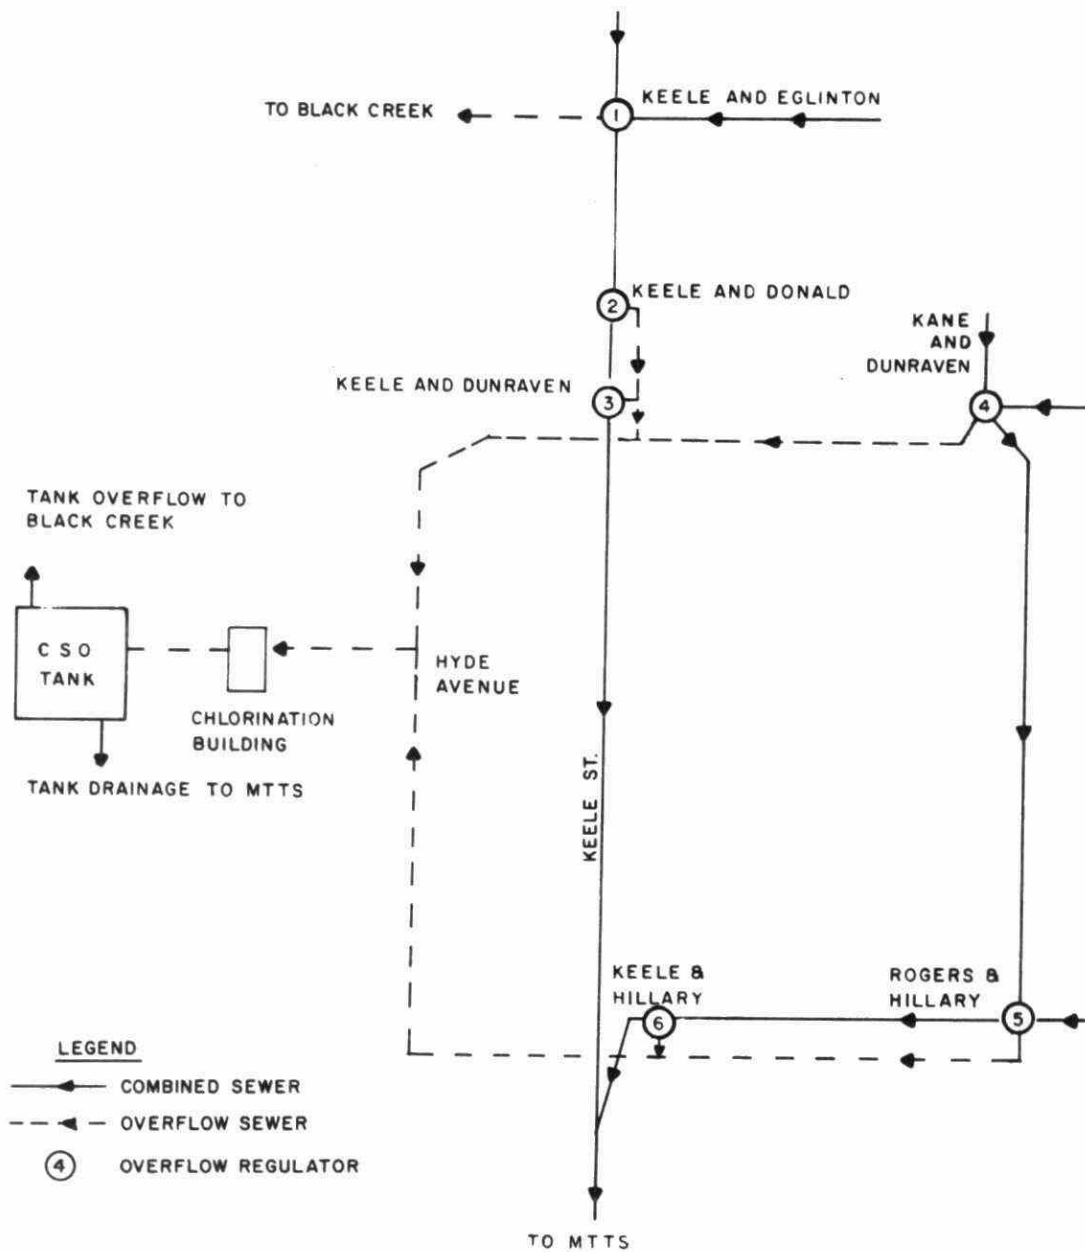 KEELE AND EGLINTON
TO BLACK CREEK
1
2
KEELE AND DONALD
KANE
AND
DUNRAVEN
KEELE AND DUNRAVEN
3
4
TANK OVERFLOW TO
BLACK CREEK
CSO
TANK
HYDE
AVENUE
CHLORINATION
BUILDING
TANK DRAINAGE TO MTTS
KEELE ST.
KEELE &
HILLARY
6
ROGERS &
HILLARY
5
LEGEND
COMBINED SEWER
OVERFLOW SEWER
4
OVERFLOW REGULATOR
TO MTTS